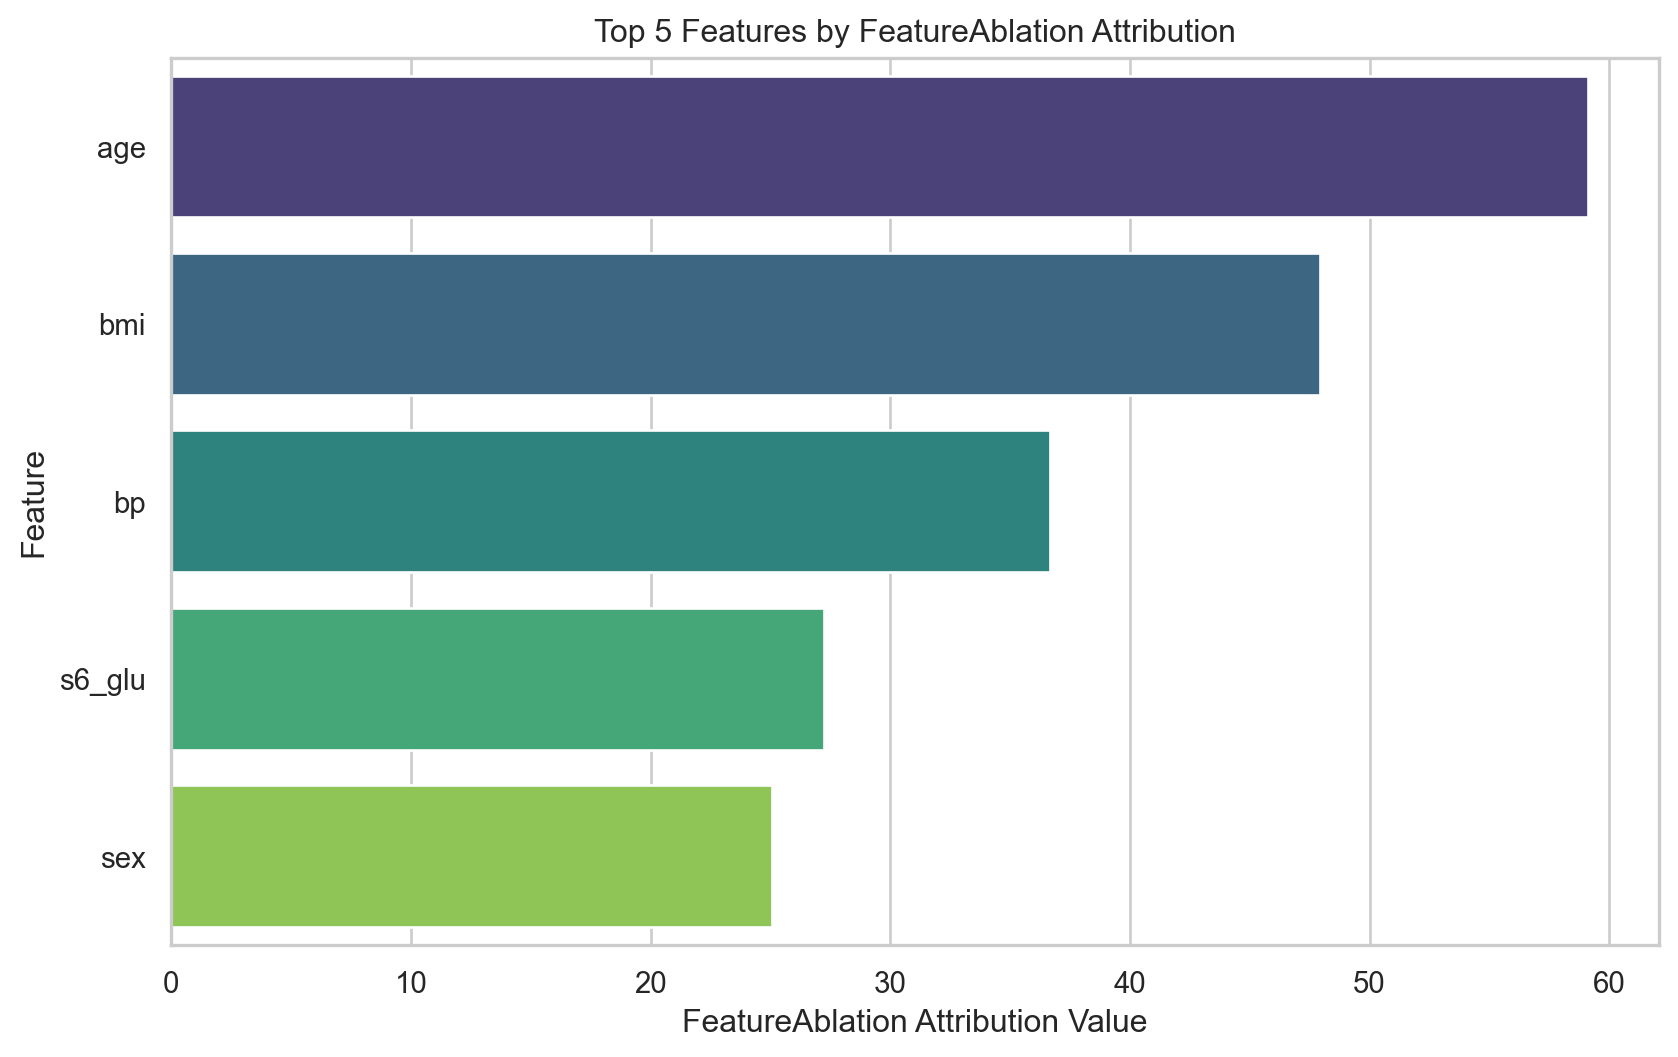 Top 5 Features by FeatureAblation Attribution
Feature
age
bmi
bp
s6_glu
sex
0 10 20 30 40 50 60
FeatureAblation Attribution Value